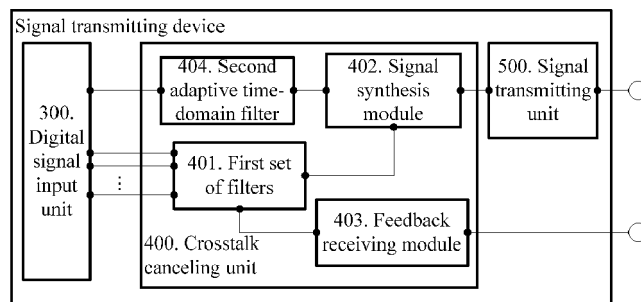 Signal transmitting device
300.
Digital
signal
input
unit
404. Second
adaptive time-
domain filter
402. Signal
synthesis
module
500. Signal
transmitting
unit
401. First set
of filters
⋮
403. Feedback
receiving module
400. Crosstalk
canceling unit